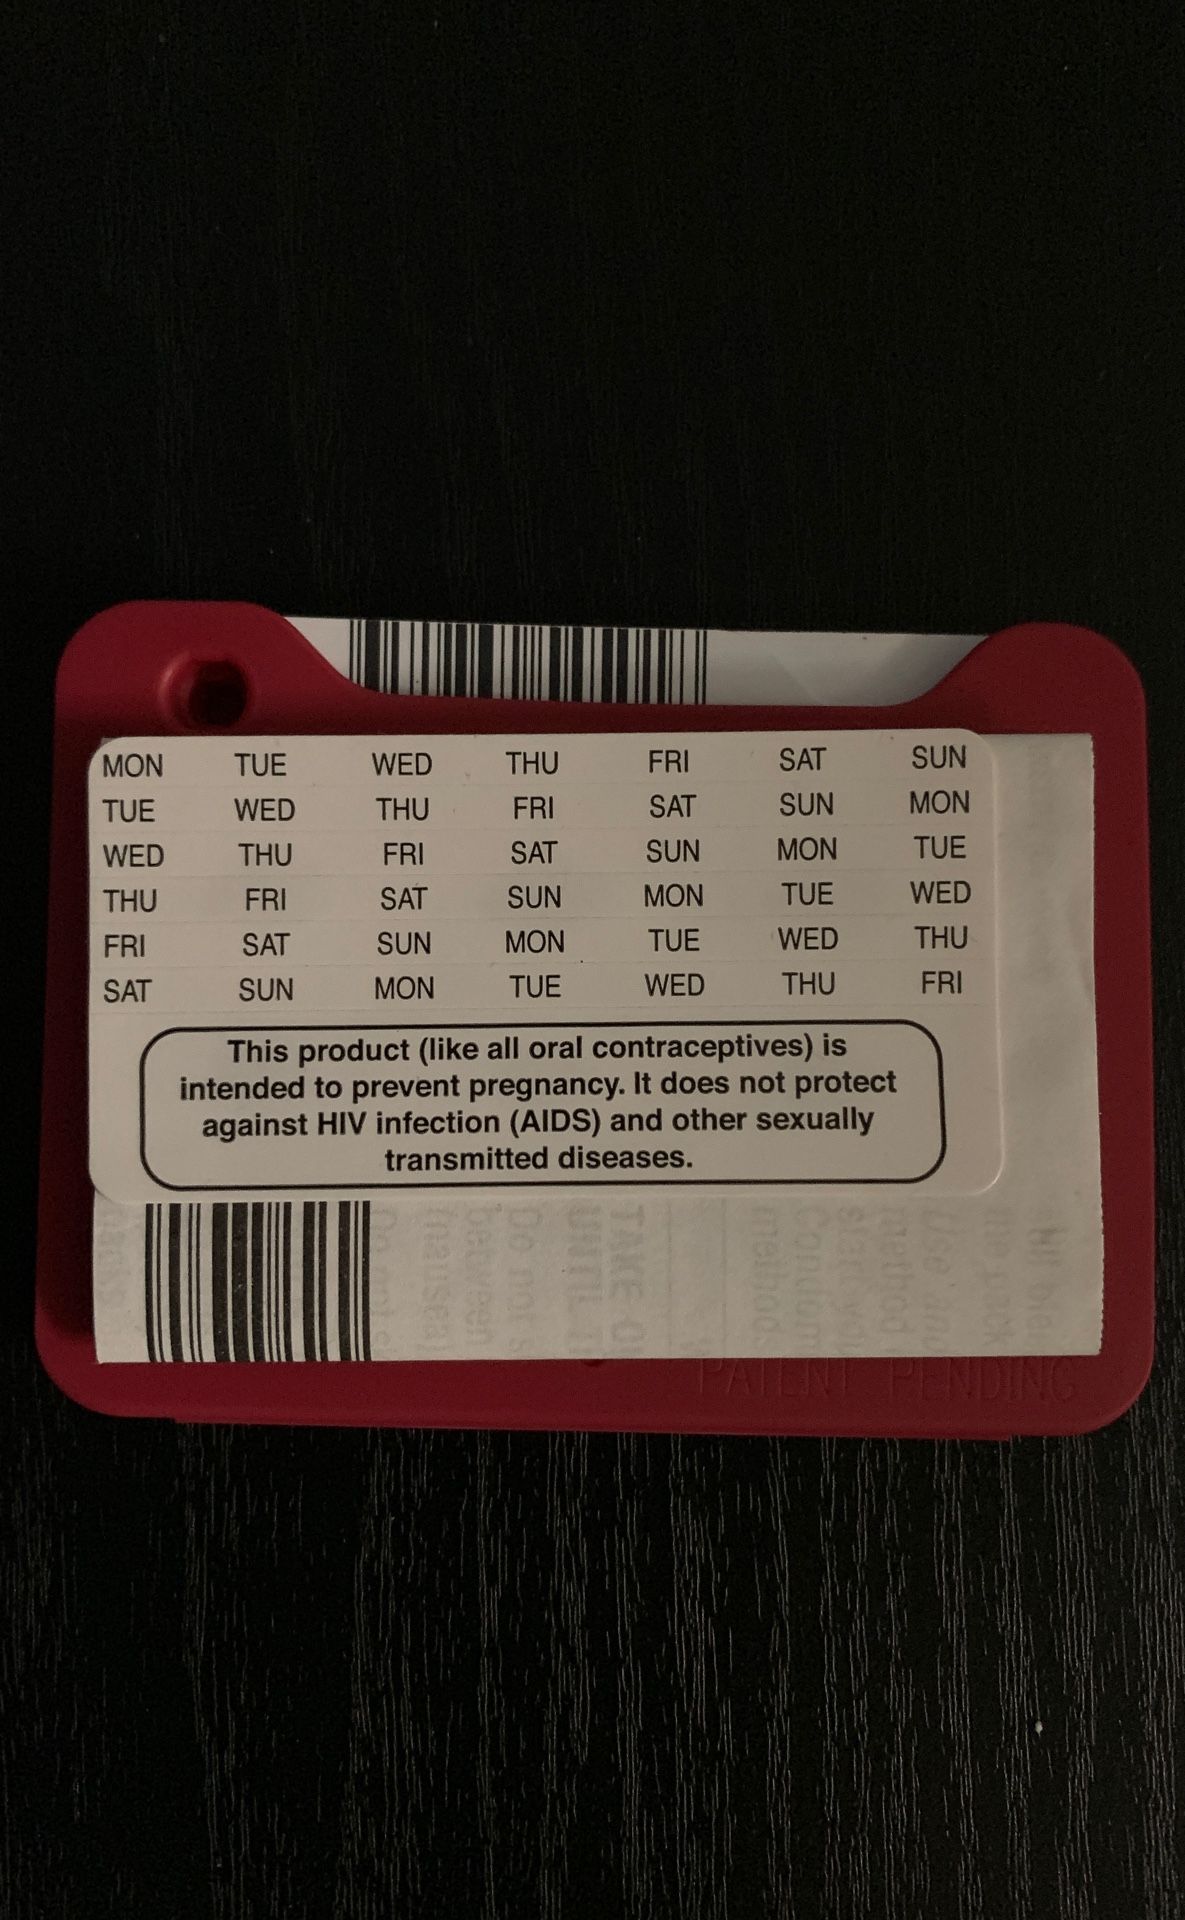 MON TUE WED THU FRI SAT SUN
TUE WED THU FRI SAT SUN MON
WED THU FRI SAT SUN MON TUE
THU FRI SAT SUN MON TUE WED
FRI SAT SUN MON TUE WED THU
SAT SUN MON TUE WED THU FRI
This product (like all oral contraceptives) is
intended to prevent pregnancy. It does not protect
against HIV infection (AIDS) and other sexually
transmitted diseases.
PATENT PENDING